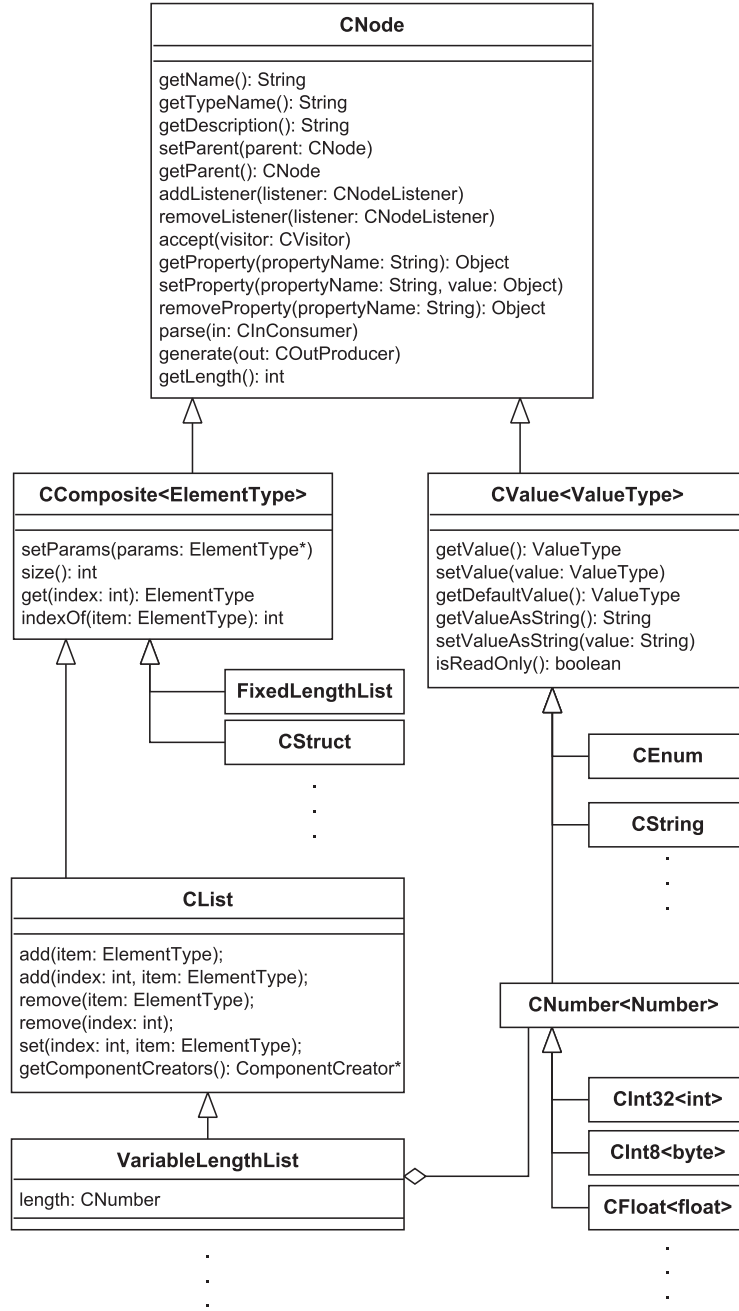 CNode
getName(): String
getTypeName(): String
getDescription(): String
setParent(parent: CNode)
getParent(): CNode
addListener(listener: CNodeListener)
removeListener(listener: CNodeListener)
accept(visitor: CVisitor)
getProperty(propertyName: String): Object
setProperty(propertyName: String, value: Object)
removeProperty(propertyName: String): Object
parse(in: CInConsumer)
generate(out: COutProducer)
getLength(): int
CComposite<ElementType>
setParams(params: ElementType*)
size(): int
get(index: int): ElementType
indexOf(item: ElementType): int
CValue<ValueType>
getValue(): ValueType
setValue(value: ValueType)
getDefaultValue(): ValueType
getValueAsString(): String
setValueAsString(value: String)
isReadOnly(): boolean
FixedLengthList
CStruct
CEnum
CString
CList
add(item: ElementType);
add(index: int, item: ElementType);
remove(item: ElementType);
remove(index: int);
set(index: int, item: ElementType);
getComponentCreators(): ComponentCreator*
CNumber<Number>
CInt32<int>
CInt8<byte>
CFloat<float>
VariableLengthList
length: CNumber